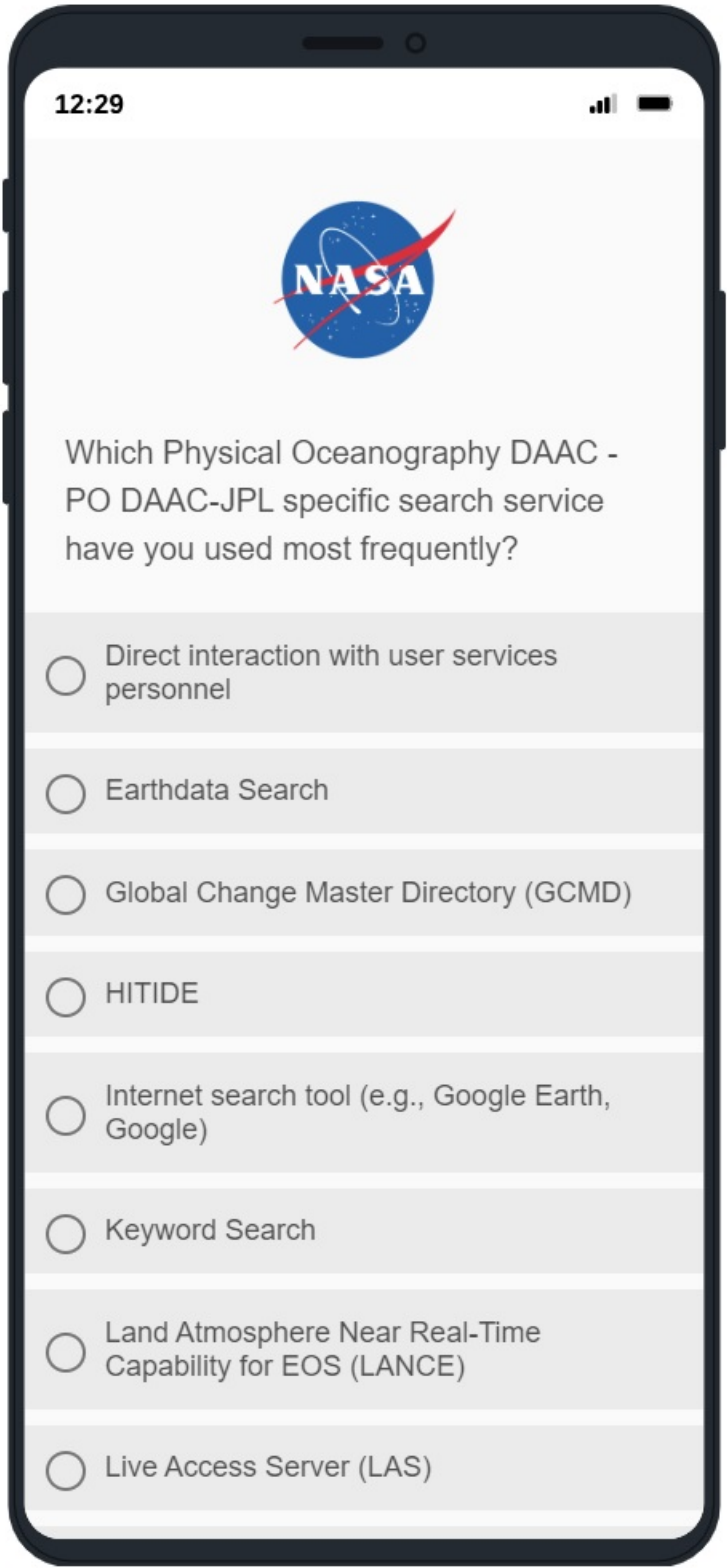 12:29
NASA
Which Physical Oceanography DAAC -
PO DAAC-JPL specific search service
have you used most frequently?
Direct interaction with user services
personnel
Earthdata Search
Global Change Master Directory (GCMD)
HITIDE
Internet search tool (e.g., Google Earth,
Google)
Keyword Search
Land Atmosphere Near Real-Time
Capability for EOS (LANCE)
Live Access Server (LAS)